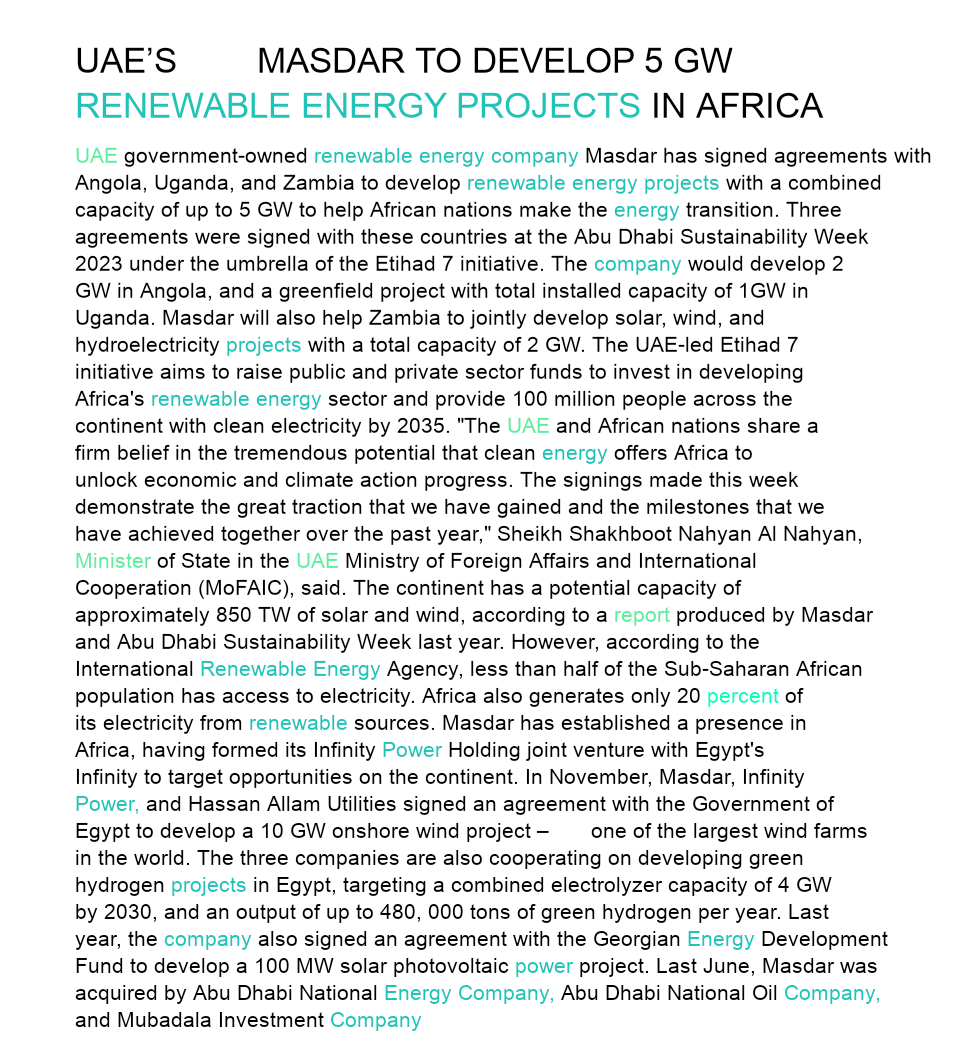 UAE’S MASDAR TO DEVELOP 5 GW
RENEWABLE ENERGY PROJECTS IN AFRICA
UAE government-owned renewable energy company Masdar has signed agreements with
Angola, Uganda, and Zambia to develop renewable energy projects with a combined
capacity of up to 5 GW to help African nations make the energy transition. Three
agreements were signed with these countries at the Abu Dhabi Sustainability Week
2023 under the umbrella of the Etihad 7 initiative. The company would develop 2
GW in Angola, and a greenfield project with total installed capacity of 1GW in
Uganda. Masdar will also help Zambia to jointly develop solar, wind, and
hydroelectricity projects with a total capacity of 2 GW. The UAE-led Etihad 7
initiative aims to raise public and private sector funds to invest in developing
Africa's renewable energy sector and provide 100 million people across the
continent with clean electricity by 2035. "The UAE and African nations share a
firm belief in the tremendous potential that clean energy offers Africa to
unlock economic and climate action progress. The signings made this week
demonstrate the great traction that we have gained and the milestones that we
have achieved together over the past year," Sheikh Shakhboot Nahyan Al Nahyan,
Minister of State in the UAE Ministry of Foreign Affairs and International
Cooperation (MoFAIC), said. The continent has a potential capacity of
approximately 850 TW of solar and wind, according to a report produced by Masdar
and Abu Dhabi Sustainability Week last year. However, according to the
International Renewable Energy Agency, less than half of the Sub-Saharan African
population has access to electricity. Africa also generates only 20 percent of
its electricity from renewable sources. Masdar has established a presence in
Africa, having formed its Infinity Power Holding joint venture with Egypt's
Infinity to target opportunities on the continent. In November, Masdar, Infinity
Power, and Hassan Allam Utilities signed an agreement with the Government of
Egypt to develop a 10 GW onshore wind project – one of the largest wind farms
in the world. The three companies are also cooperating on developing green
hydrogen projects in Egypt, targeting a combined electrolyzer capacity of 4 GW
by 2030, and an output of up to 480, 000 tons of green hydrogen per year. Last
year, the company also signed an agreement with the Georgian Energy Development
Fund to develop a 100 MW solar photovoltaic power project. Last June, Masdar was
acquired by Abu Dhabi National Energy Company, Abu Dhabi National Oil Company,
and Mubadala Investment Company